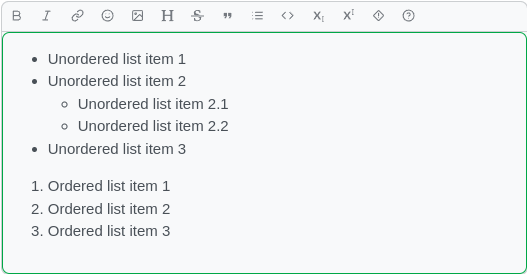 Unordered list item 1
Unordered list item 2
Unordered list item 2.1
Unordered list item 2.2
Unordered list item 3
1. Ordered list item 1
2. Ordered list item 2
3. Ordered list item 3